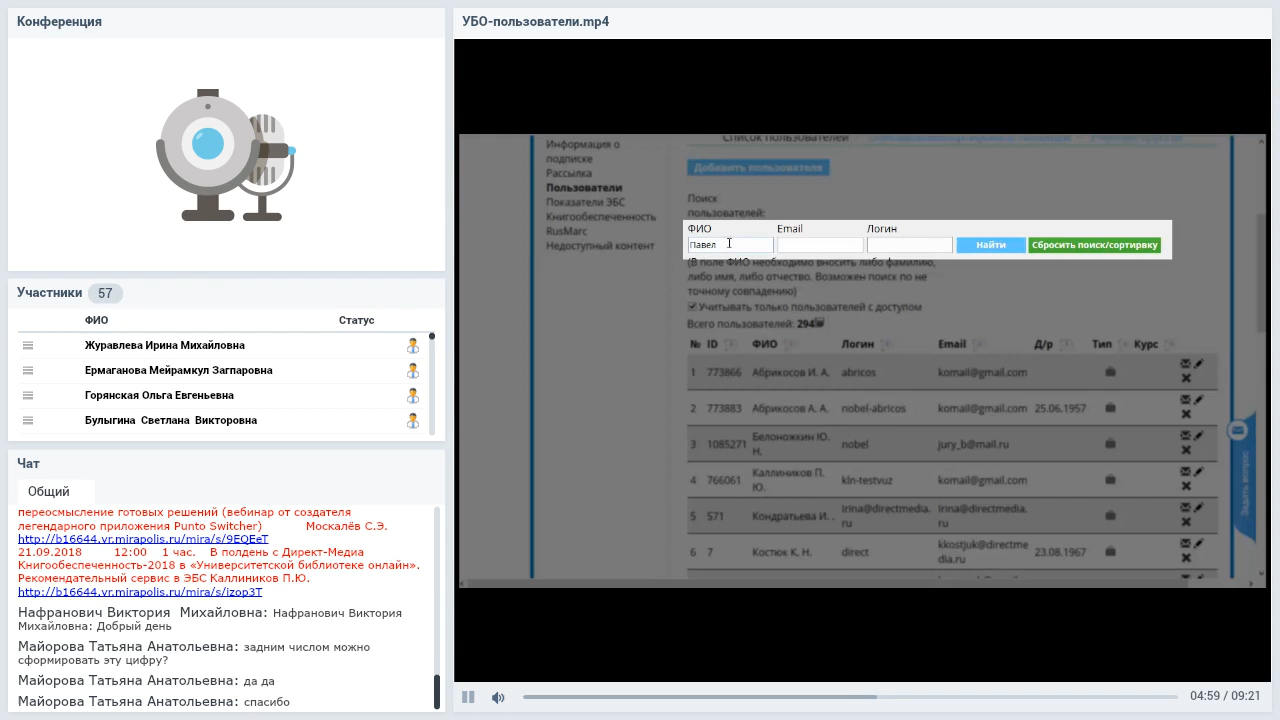 Конференция
Участники 57
ФИО Статус
Журавлева Ирина Михайловна
Ермаганова Мейрамкул Загпаровна
Горянская Ольга Евгеньевна
Булыгина Светлана Викторовна
Чат
Общий
переосмысление готовых решений (вебинар от создателя
легендарного приложения Punto Switcher) Москалёв С.Э.
http://b16644.vr.mirapolis.ru/mira/s/9EQEeT
21.09.2018 12:00 1 час. В полдень с Директ-Медиа
Книгообеспеченность-2018 в «Университетской библиотеке онлайн».
Рекомендательный сервис в ЭБС Каллиников П.Ю.
http://b16644.vr.mirapolis.ru/mira/s/izop3T
Нафранович Виктория Михайловна: Нафранович Виктория
Михайловна: Добрый день
Майорова Татьяна Анатольевна: задним числом можно
сформировать эту цифру?
Майорова Татьяна Анатольевна: да да
Майорова Татьяна Анатольевна: спасибо
УБО-пользователи.mp4
Информация о
подписке
Рассылка
Пользователи
Показатели ЭБС
Книгообеспеченность
RusMarc
Недоступный контент
Список пользователей
Добавить пользователя
Поиск
пользователей:
ФИО Email Логин
Павел Найти Сбросить поиск/сортирвку
(В поле ФИО необходимо вносить либо фамилию,
либо имя, либо отчество. Возможен поиск по не
точному совпадению)
Учитывать только пользователей с доступом
Всего пользователей: 294
№ ID ФИО Логин Email Д/р Тип Курс
1 773866 Абрикосов И. А. abricos komail@gmail.com
2 773883 Абрикосов А. А. nobel-abricos komail@gmail.com 25.06.1957
3 1085271 Белоножкин Ю. Н. nobel jury_b@mail.ru
4 766061 Каллиников П. Ю. kln-testvuz komail@gmail.com
5 571 Кондратьева И. . irina@directmedia.ru irina@directmedia.ru
6 7 Костюк К. Н. direct kkostjuk@directmedia.ru 23.08.1967
Задать вопрос
04:59 / 09:21